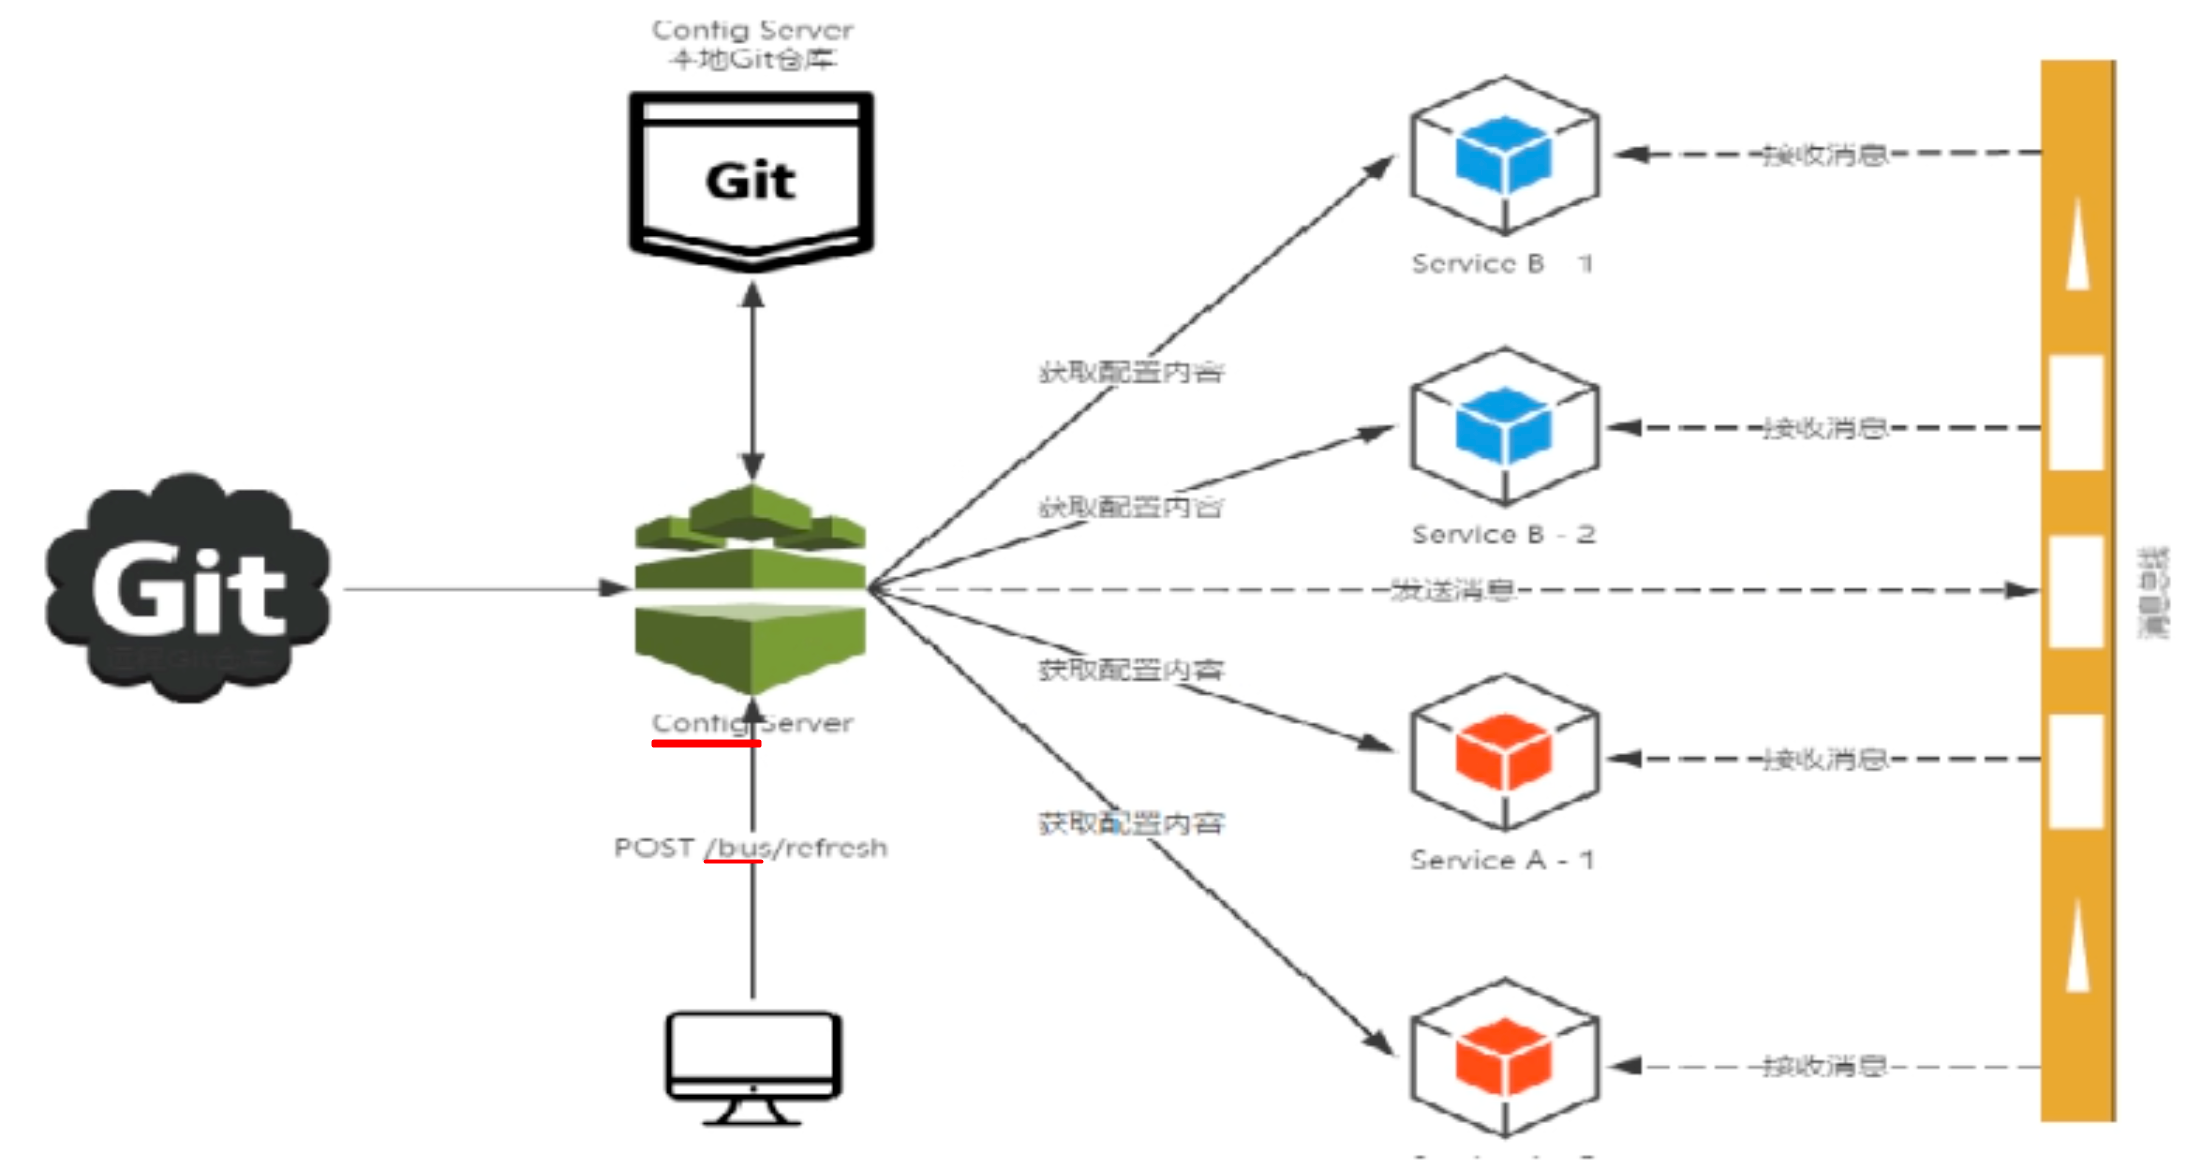 Config Server
本地Git仓库
Git
接收消息
Service B - 1
获取配置内容
接收消息
获取配置内容
Service B - 2
Git
远程Git仓库
发送消息
消息总线
获取配置内容
Config Server
接收消息
获取配置内容
POST /bus/refresh
Service A - 1
接收消息